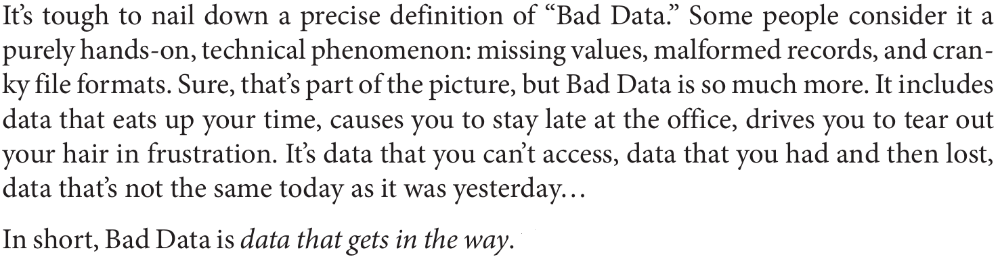 It’s tough to nail down a precise definition of “Bad Data.” Some people consider it a
purely hands-on, technical phenomenon: missing values, malformed records, and cran-
ky file formats. Sure, that’s part of the picture, but Bad Data is so much more. It includes
data that eats up your time, causes you to stay late at the office, drives you to tear out
your hair in frustration. It’s data that you can’t access, data that you had and then lost,
data that’s not the same today as it was yesterday…
In short, Bad Data is data that gets in the way.